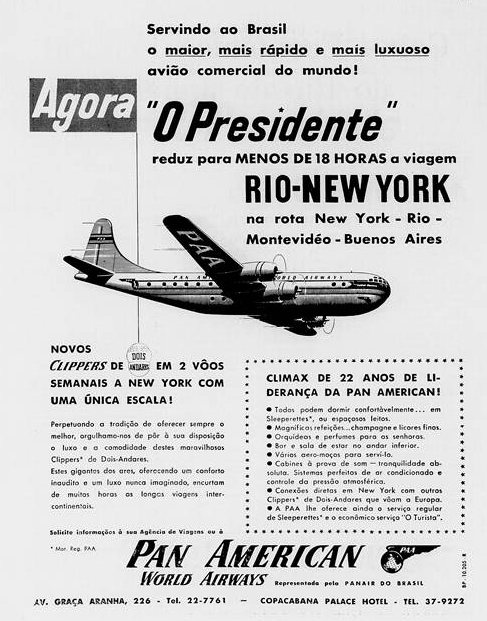 Servindo ao Brasil
o maior, mais rápido e mais luxuoso
avião comercial do mundo!
Agora
"O Presidente"
reduz para MENOS DE 18 HORAS a viagem
RIO-NEW YORK
na rota New York - Rio -
Montevidéo - Buenos Aires
PAA
PAN AMERICAN WORLD AIRWAYS
NOVOS
CLIPPERS DE DOIS ANDARES EM 2 VÔOS
SEMANAIS A NEW YORK COM
UMA ÚNICA ESCALA!
Perpetuando a tradição de oferecer sempre o
melhor, orgulhamo-nos de pôr à sua disposição
o luxo e a comodidade destes maravilhosos
Clippers* de Dois-Andares.
Estes gigantes dos ares, oferecendo um conforto
inaudito e um luxo nunca imaginado, encurtam
de muitas horas as longas viagens inter-
continentais.
CLIMAX DE 22 ANOS DE LI-
DERANÇA DA PAN AMERICAN!
● Todos podem dormir confortàvelmente... em
Sleeperettes*, ou espaçosos leitos.
● Magníficas refeições... champagne e licores finos.
● Orquídeas e perfumes para as senhoras.
● Bar e sala de estar no andar inferior.
● Vários aero-moços para serví-lo.
● Cabines à prova de som — tranquilidade ab-
soluta. Sistemas perfeitos de ar condicionado e
controle da pressão atmosférica.
● Conexões diretas em New York com outros
Clippers* de Dois-Andares que vôam a Europa.
● A PAA lhe oferece ainda o serviço regular
de Sleeperettes* e o econômico serviço "O Turista".
Solicite informações à sua Agência de Viagens ou à
* Mar. Reg. PAA
PAN AMERICAN
WORLD AIRWAYS
PAA
Representada pela PANAIR DO BRASIL
AV. GRAÇA ARANHA, 226 - Tel. 22-7761 — COPACABANA PALACE HOTEL - TEL. 37-9272